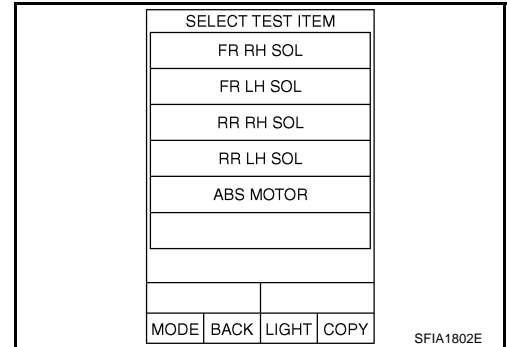 SELECT TEST ITEM
FR RH SOL
FR LH SOL
RR RH SOL
RR LH SOL
ABS MOTOR
MODE BACK LIGHT COPY
SFIA1802E